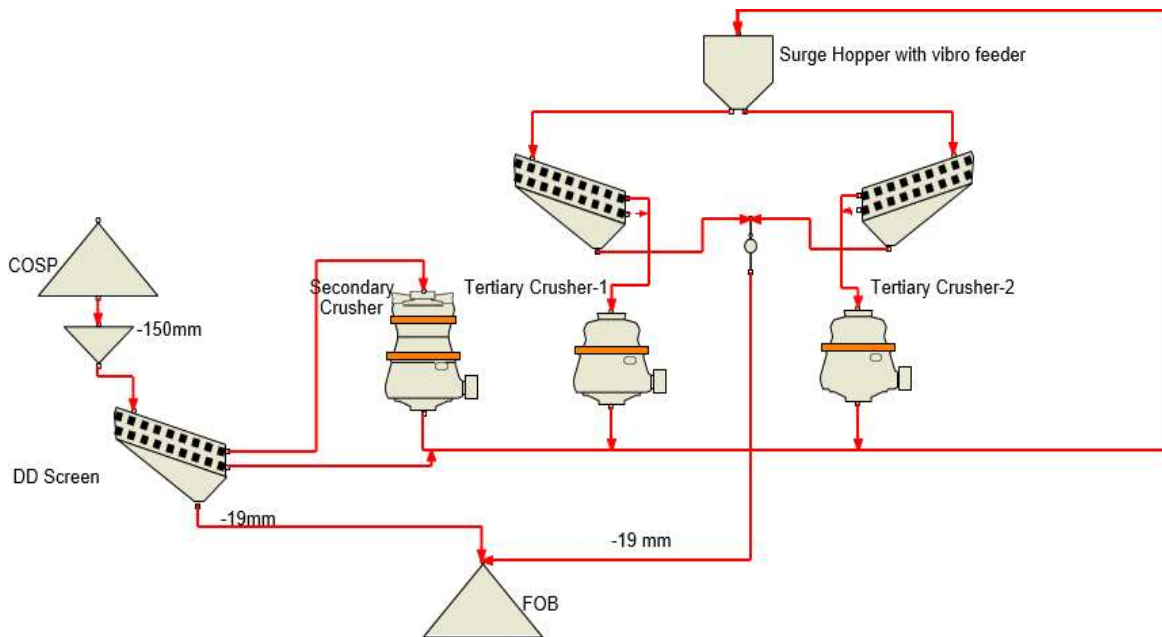 Surge Hopper with vibro feeder
COSP
Secondary
Crusher
Tertiary Crusher-1
Tertiary Crusher-2
-150mm
DD Screen
-19mm
-19 mm
FOB